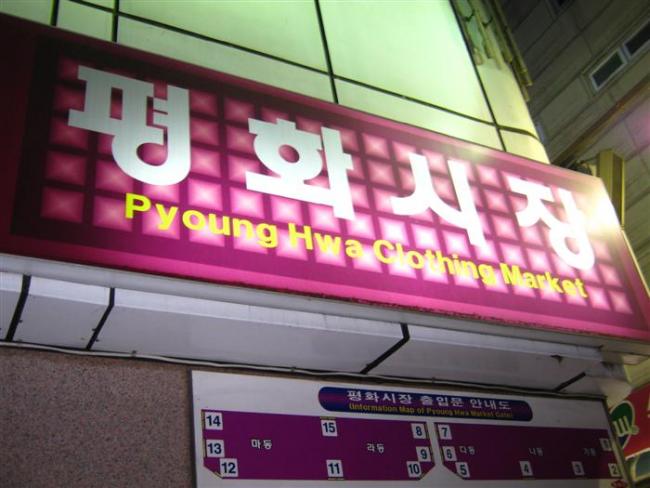 평화시장
Pyoung Hwa Clothing Market
평화시장 출입문 안내도
(Information Map of Pyoung Hwa Market Gate)
14 15 8 7
13 마동 라동 6 다동 나동 가동
12 11 10 9 5 4 3 2